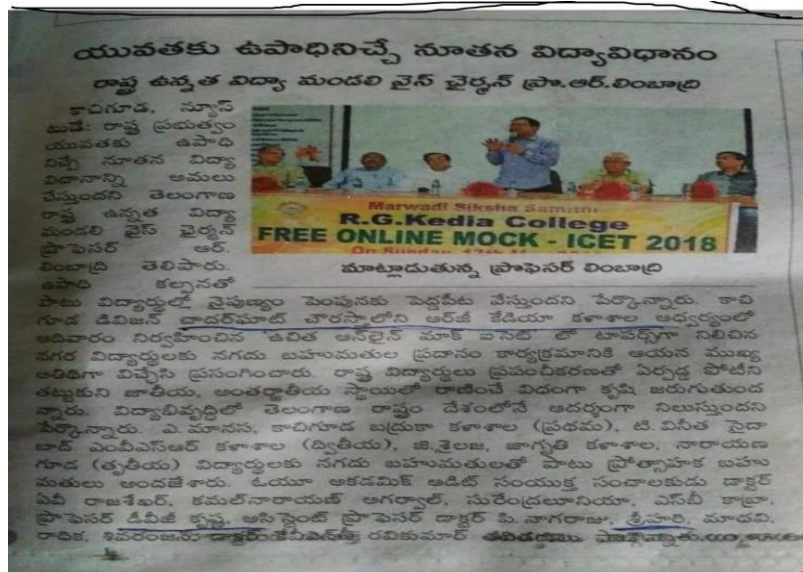 యువతకు ఉపాధినిచ్చే నూతన విద్యావిధానం
రాష్ట్ర ఉన్నత విద్యా మండలి వైస్ ఛైర్మన్ ప్రొ.ఆర్.లింబాద్రి
కాచిగూడ, న్యూస్
టుడే: రాష్ట్ర ప్రభుత్వం
యువతకు ఉపాధి
నిచ్చే నూతన విద్యా
విధానాన్ని అమలు
చేస్తుందని తెలంగాణ
రాష్ట్ర ఉన్నత విద్యా
మండలి వైస్ ఛైర్మన్
ప్రొఫెసర్ ఆర్.
లింబాద్రి తెలిపారు.
ఉపాధి కల్పనతో
Marwadi Siksha Samithi
R.G.Kedia College
FREE ONLINE MOCK - ICET 2018
On Sunday, 13th
మాట్లాడుతున్న ప్రొఫెసర్ లింబాద్రి
పాటు విద్యార్థుల్లో నైపుణ్యం పెంపునకు పెద్దపీట వేస్తుందని పేర్కొన్నారు. కాచి
గూడ డివిజన్ చాదర్‌ఘాట్ చౌరస్తాలోని ఆర్‌జీ కేడియా కళాశాల ఆధ్వర్యంలో
ఆదివారం నిర్వహించిన ఉచిత ఆన్‌లైన్ మాక్ ఐసెట్ లో టాపర్స్‌గా నిలిచిన
నగర విద్యార్థులకు నగదు బహుమతుల ప్రదానం కార్యక్రమానికి ఆయన ముఖ్య
అతిథిగా విచ్చేసి ప్రసంగించారు. రాష్ట్ర విద్యార్థులు ప్రపంచీకరణతో ఏర్పడ్డ పోటీని
తట్టుకుని జాతీయ, అంతర్జాతీయ స్థాయిలో రాణించే విధంగా కృషి జరుగుతుంద
న్నారు. విద్యాభివృద్ధిలో తెలంగాణ రాష్ట్రం దేశంలోనే ఆదర్శంగా నిలుస్తుందని
పేర్కొన్నారు. ఎ.మానస, కాచిగూడ బద్రుకా కళాశాల (ప్రథమ), టి.వినీత సైదా
బాద్ ఎంవీఎస్ఆర్ కళాశాల (ద్వితీయ), జి.శైలజ, జాగృతి కళాశాల, నారాయణ
గూడ (తృతీయ) విద్యార్థులకు నగదు బహుమతులతో పాటు ప్రోత్సాహక బహు
మతులు అందజేశారు. ఓయూ అకడమిక్ ఆడిట్ సంయుక్త సంచాలకుడు డాక్టర్
ఏవీ రాజశేఖర్, కమల్‌నారాయణ్ అగర్వాల్, సురేంద్రలూనియా, ఎస్‌బీ కాబ్రా,
ప్రొఫెసర్ డీవీజీ కృష్ణ, అసిస్టెంట్ ప్రొఫెసర్ డాక్టర్ పి.నాగరాజు, శ్రీహరి, మాధవి,
రాధిక, రవికుమార్